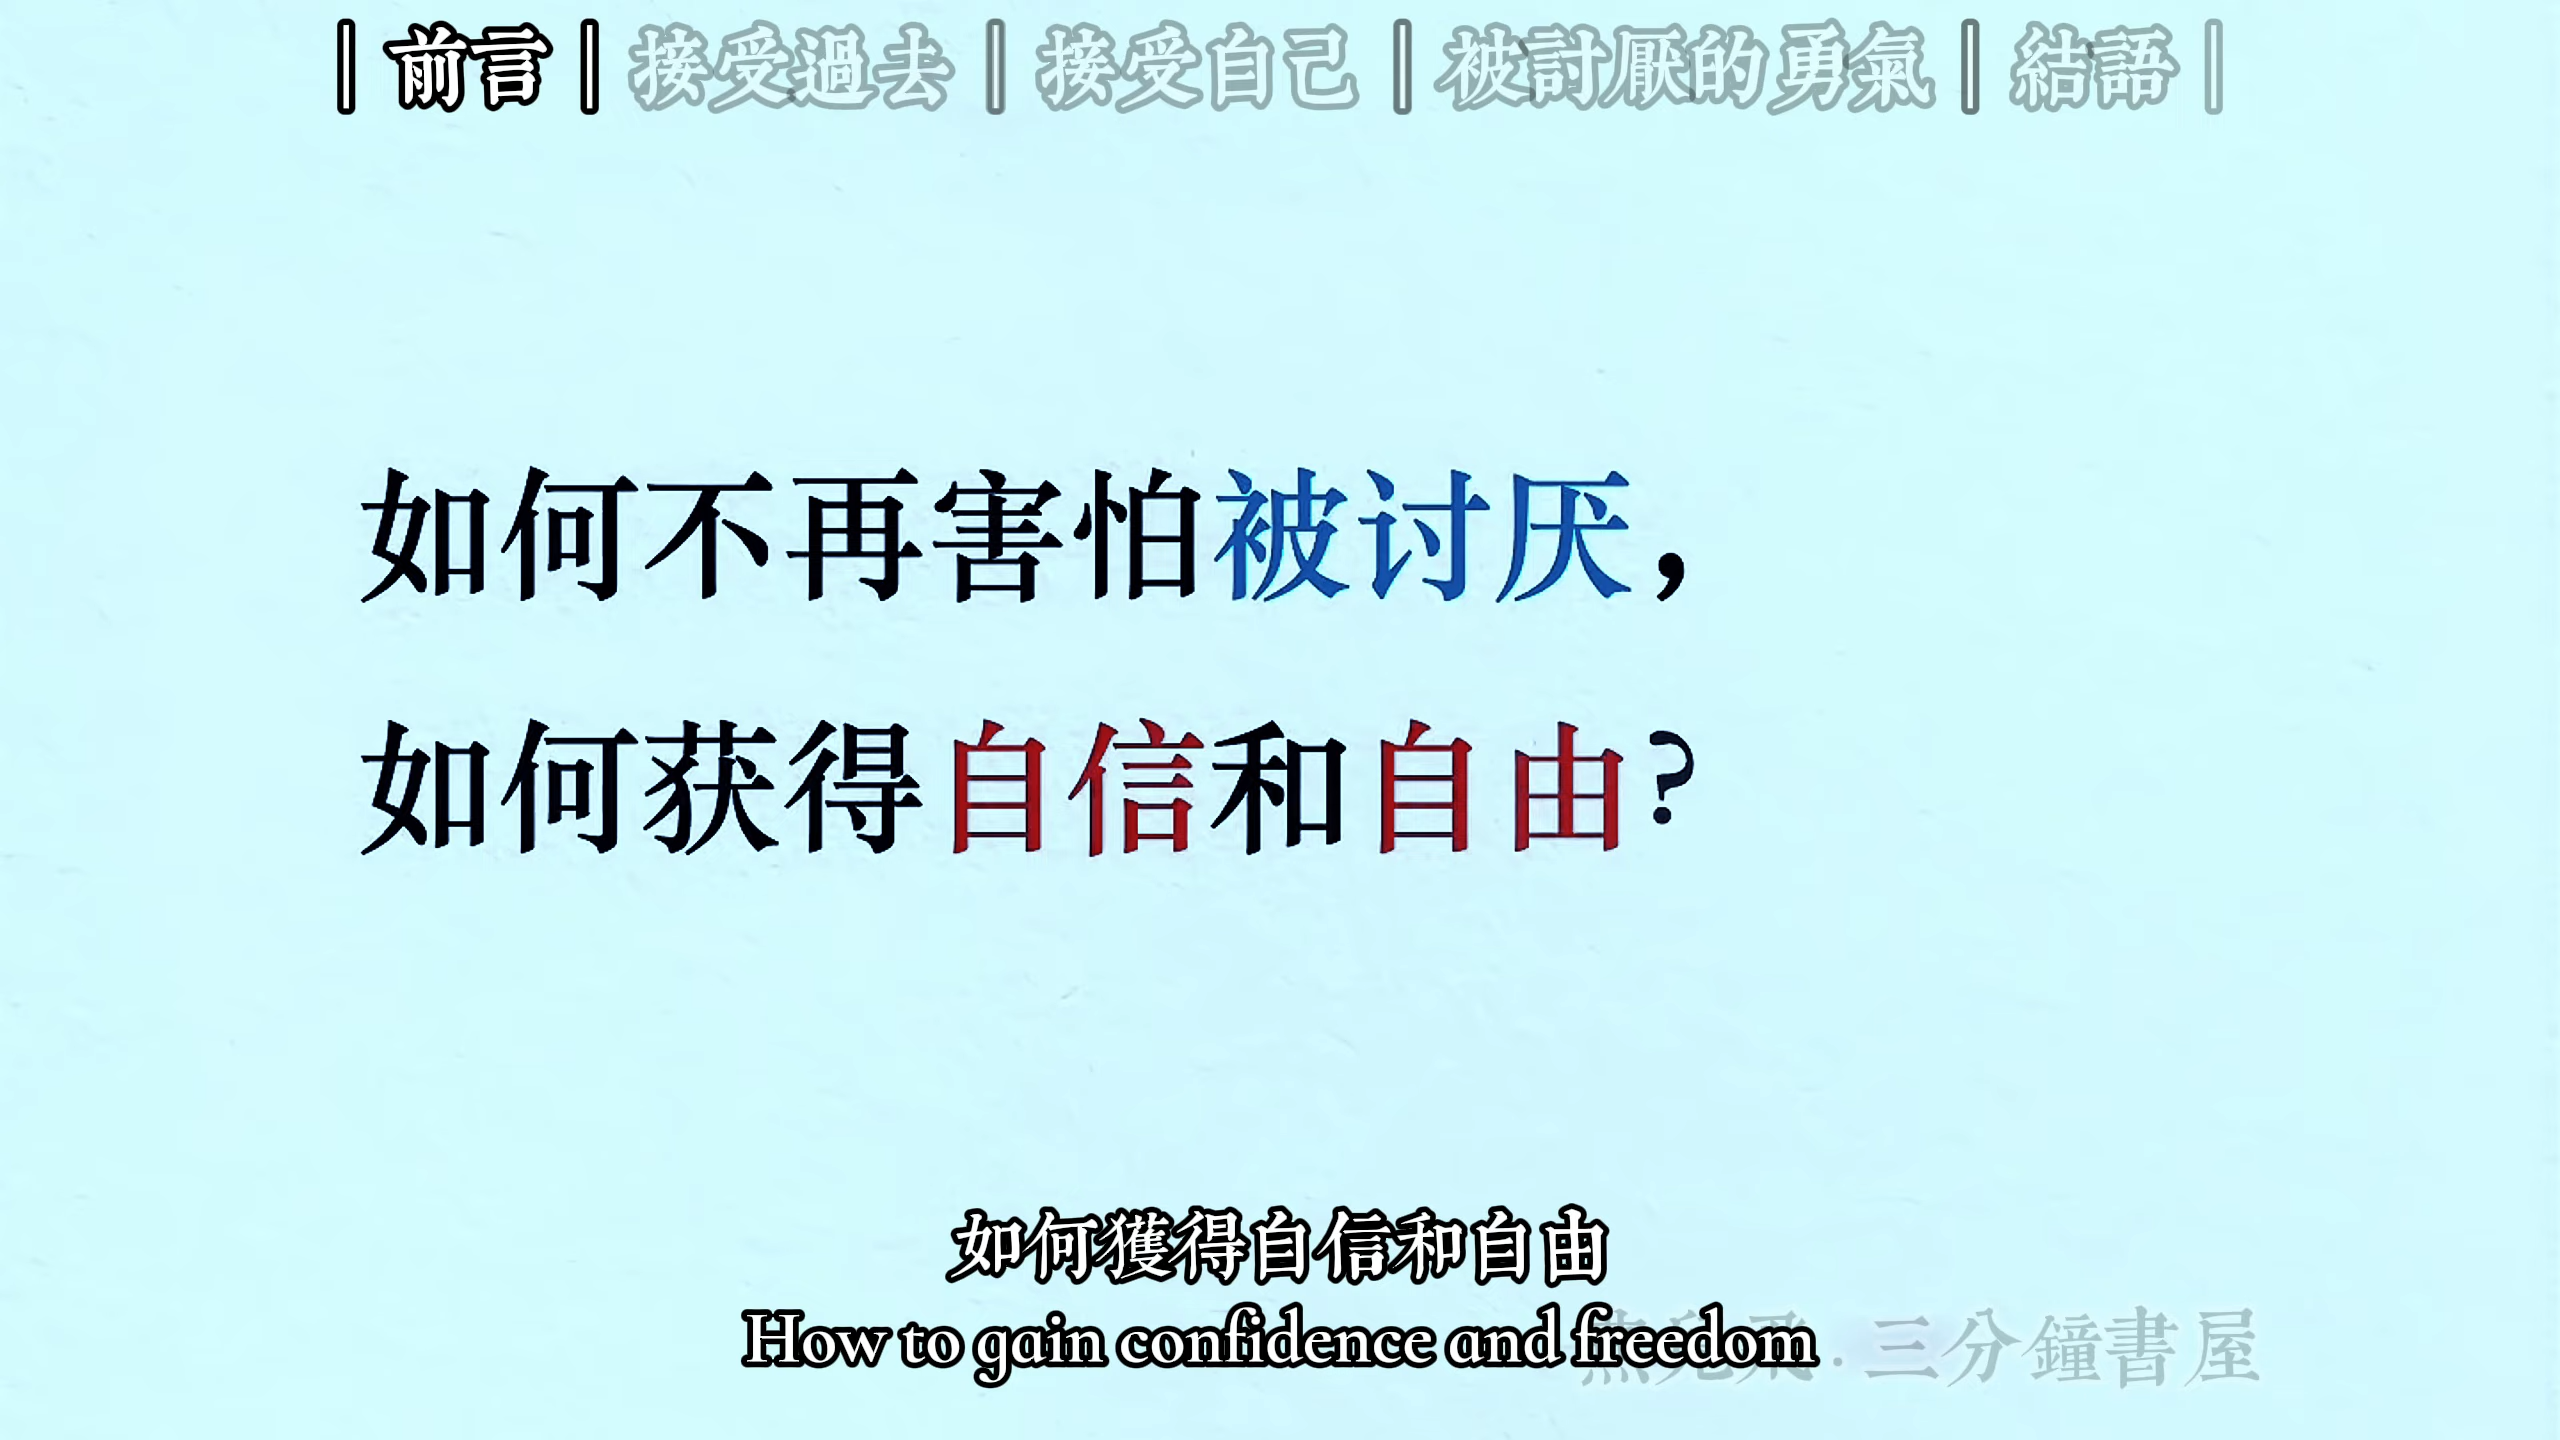 ｜前言｜接受過去｜接受自己｜被討厭的勇氣｜結語｜
如何不再害怕被讨厌，
如何获得自信和自由？
如何獲得自信和自由
How to gain confidence and freedom
三分鐘書屋